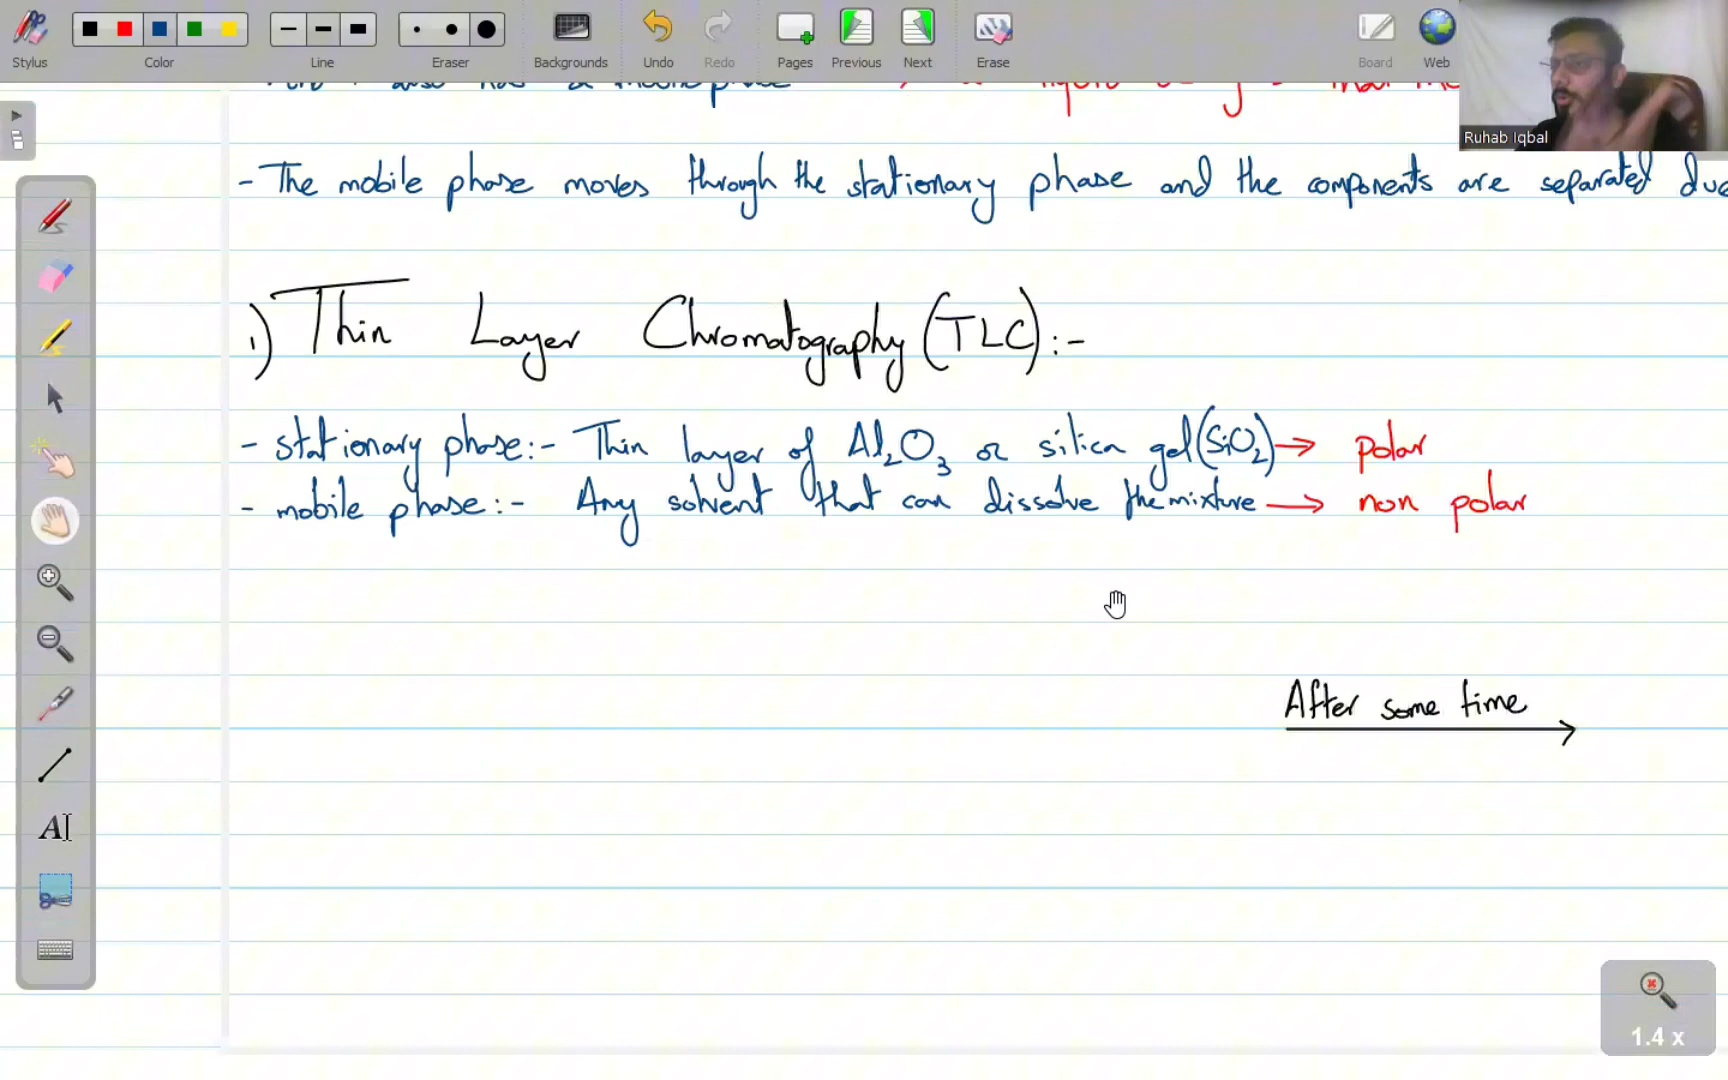 Stylus
Color
Line
Eraser
Backgrounds
Undo
Redo
Pages
Previous
Next
Erase
Board
Web
Ruhab Iqbal
- The mobile phase moves through the stationary phase and the components are separated due
1) Thin Layer Chromatography (TLC):-
- stationary phase:- Thin layer of Al₂O₃ or silica gel (SiO₂) → polar
- mobile phase:- Any solvent that can dissolve the mixture → non polar
After some time
1.4 x